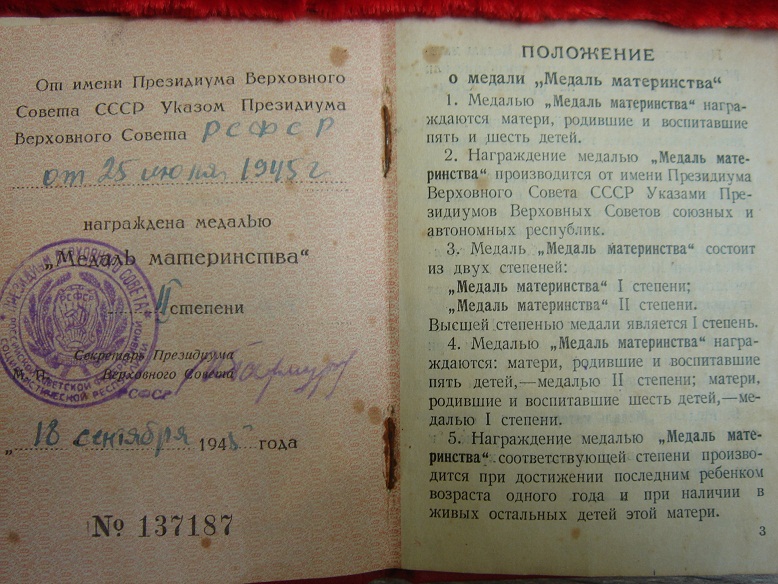 От имени Президиума Верховного
Совета СССР Указом Президиума
Верховного Совета РСФСР
от 25 июня 1945 г
награждена медалью
„Медаль материнства“
II степени
Секретарь Президиума
М. П. Верховного Совета
РСФСР
„18 сентября 1945 года
№ 137187
ПОЛОЖЕНИЕ
о медали „Медаль материнства“
1. Медалью „Медаль материнства“ награ-
ждаются матери, родившие и воспитавшие
пять и шесть детей.
2. Награждение медалью „Медаль мате-
ринства“ производится от имени Президиума
Верховного Совета СССР Указами Пре-
зидиумов Верховных Советов союзных и
автономных республик.
3. Медаль „Медаль материнства“ состоит
из двух степеней:
„Медаль материнства“ I степени;
„Медаль материнства“ II степени.
Высшей степенью медали является I степень.
4. Медалью „Медаль материнства“ награ-
ждаются: матери, родившие и воспитавшие
пять детей,—медалью II степени; матери,
родившие и воспитавшие шесть детей,—ме-
далью I степени.
5. Награждение медалью „Медаль мате-
ринства“ соответствующей степени произво-
дится при достижении последним ребенком
возраста одного года и при наличии в
живых остальных детей этой матери.
3